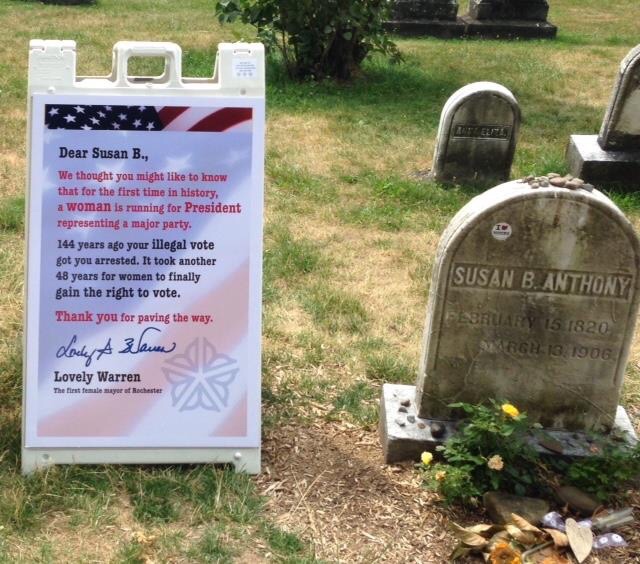 Dear Susan B.,
We thought you might like to know
that for the first time in history,
a woman is running for President
representing a major party.
144 years ago your illegal vote
got you arrested. It took another
48 years for women to finally
gain the right to vote.
Thank you for paving the way.
Lovely A Warren
Lovely Warren
The first female mayor of Rochester
ANN ELIZA.
I
SUSAN B. ANTHONY
FEBRUARY 15, 1820
MARCH 13, 1906